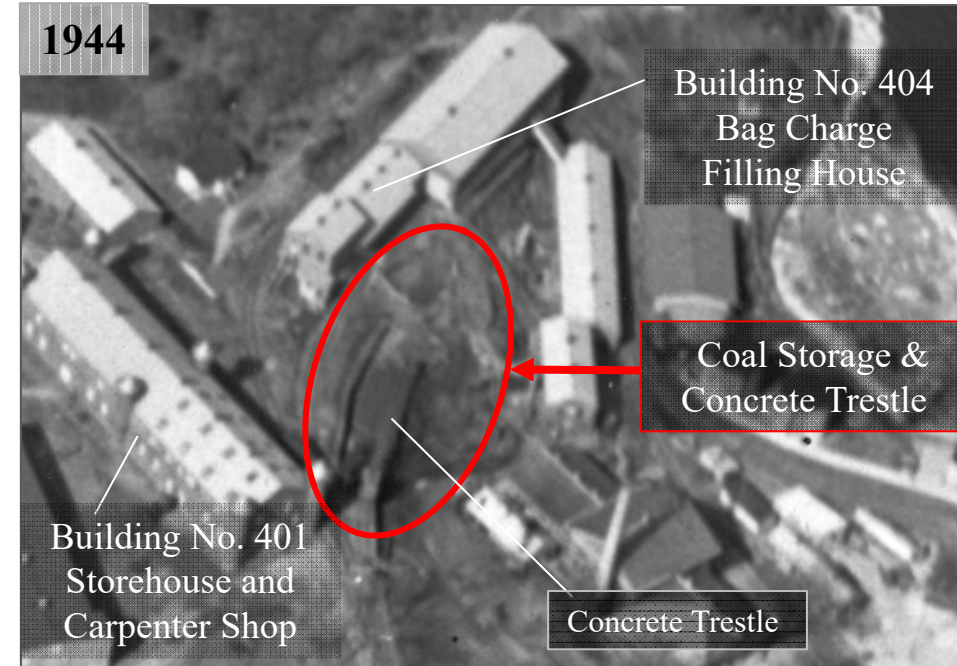 1944
Building No. 404
Bag Charge
Filling House
Coal Storage &
Concrete Trestle
Building No. 401
Storehouse and
Carpenter Shop
Concrete Trestle